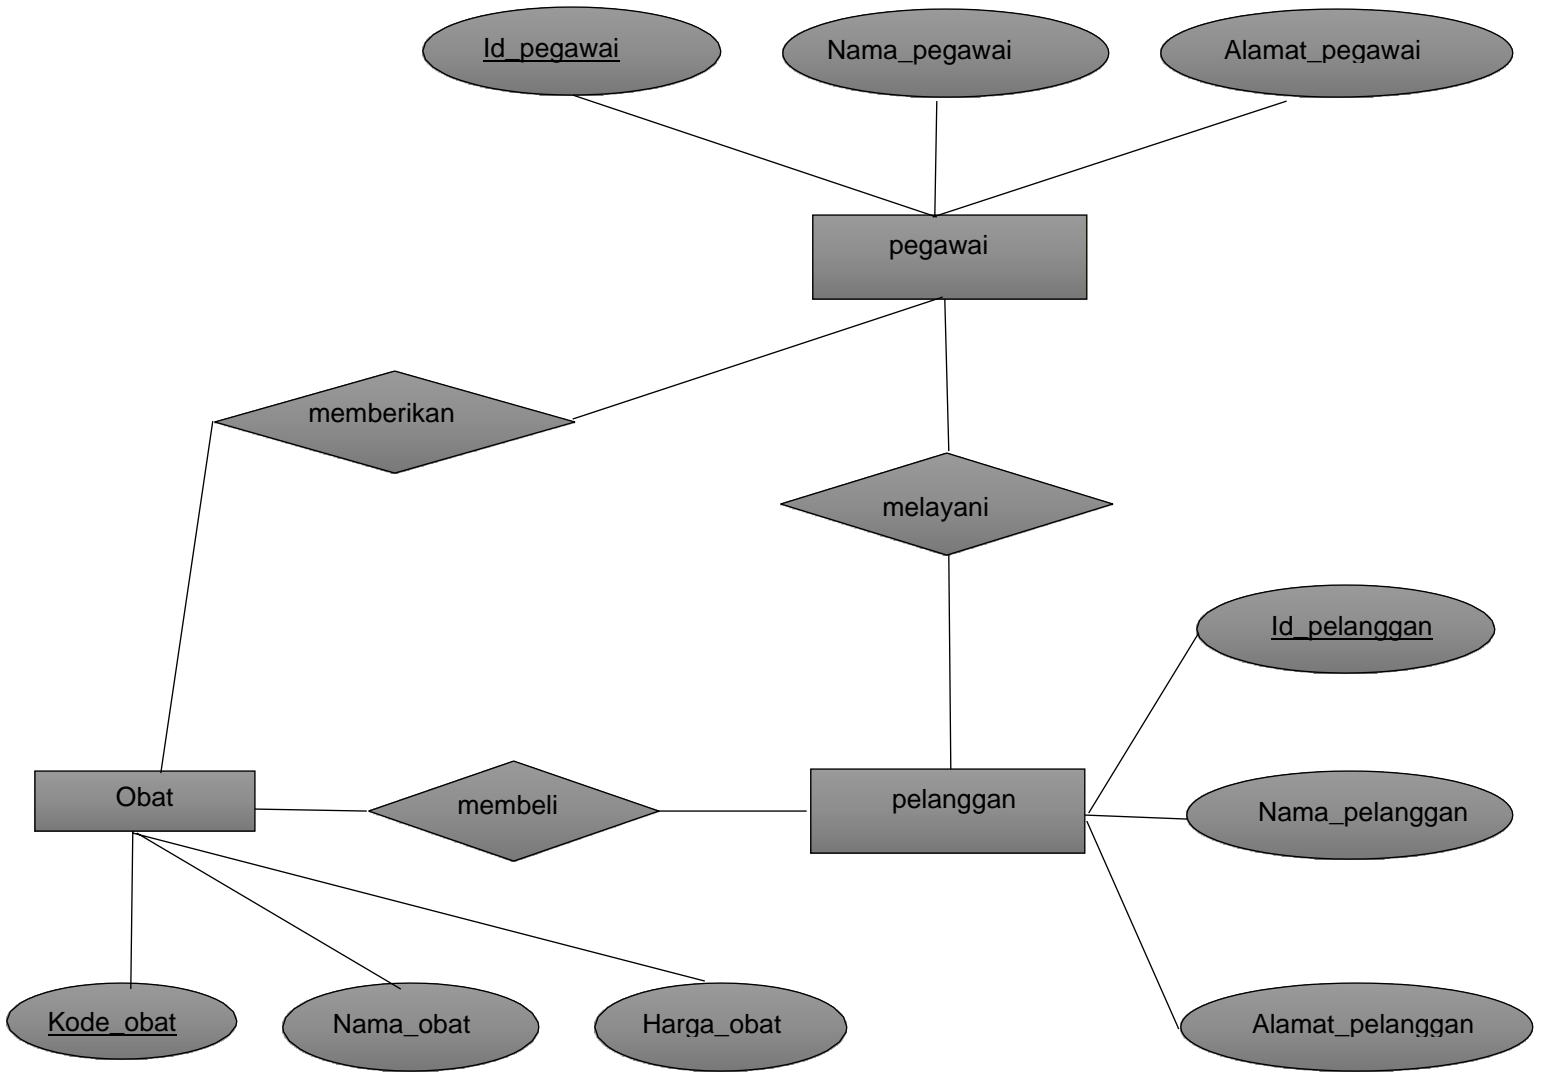 Id_pegawai
Nama_pegawai
Alamat_pegawai
pegawai
memberikan
melayani
Id_pelanggan
Obat
membeli
pelanggan
Nama_pelanggan
Kode_obat
Nama_obat
Harga_obat
Alamat_pelanggan